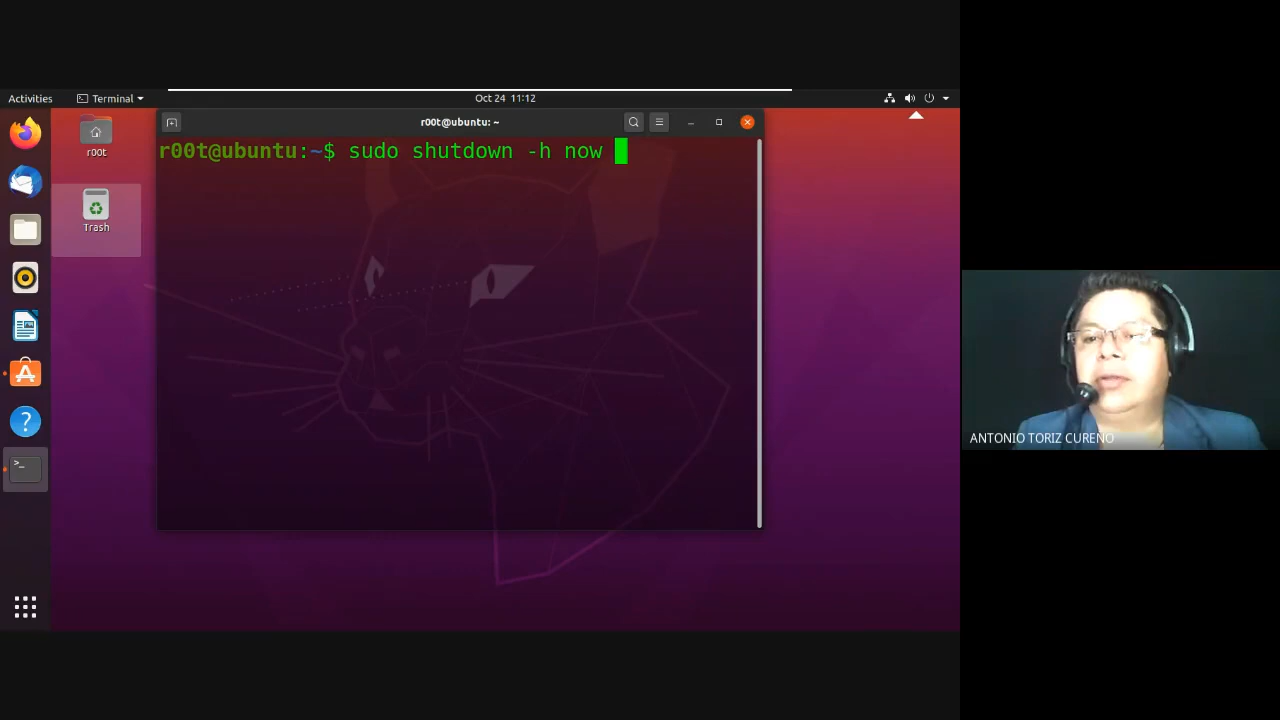 Activities Terminal Oct 24 11:12
r00t@ubuntu: ~
r00t
r00t@ubuntu:~$ sudo shutdown -h now
Trash
ANTONIO TORIZ CURENO